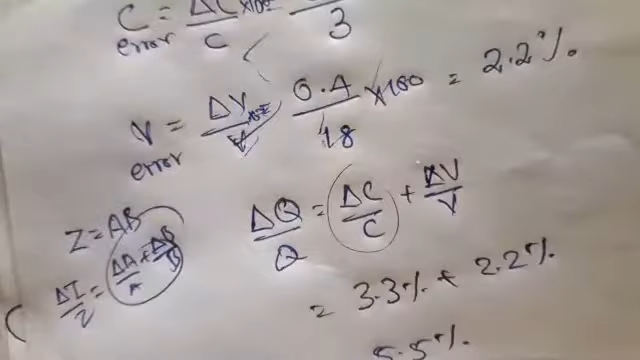 C error = ΔC/C ×100 /3
V error = ΔV/V 0.4/18 ×100 = 2.2%.
Z = AB
ΔZ/Z = ΔA/A + ΔB/B
ΔQ/Q = ΔC/C + ΔV/V
= 3.3% + 2.2%.
5.5%.